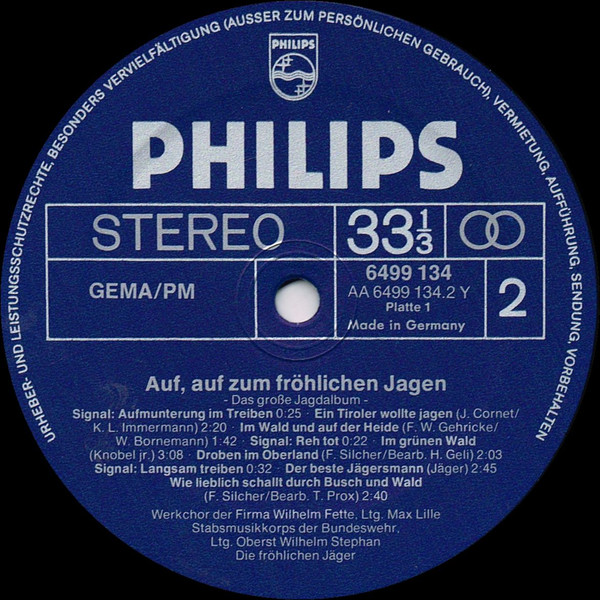 URHEBER- UND LEISTUNGSSCHUTZRECHTE, BESONDERS VERVIELFÄLTIGUNG (AUSSER ZUM PERSÖNLICHEN GEBRAUCH), VERMIETUNG, AUFFÜHRUNG, SENDUNG, VORBEHALTEN
PHILIPS
PHILIPS
STEREO 33 1/3
GEMA/PM
6499 134
AA 6499 134.2 Y
Platte 1
Made in Germany
2
Auf, auf zum fröhlichen Jagen
- Das große Jagdalbum -
Signal: Aufmunterung im Treiben 0:25 - Ein Tiroler wollte jagen (J. Cornet/
K. L. Immermann) 2:20 - Im Wald und auf der Heide (F. W. Gehricke/
W. Bornemann) 1:42 - Signal: Reh tot 0:22 - Im grünen Wald
(Knobel jr.) 3:08 - Droben im Oberland (F. Silcher/Bearb. H. Geli) 2:03
Signal: Langsam treiben 0:32 - Der beste Jägersmann (Jäger) 2:45
Wie lieblich schallt durch Busch und Wald
(F. Silcher/Bearb. T. Prox) 2:40
Werkchor der Firma Wilhelm Fette, Ltg. Max Lille
Stabsmusikkorps der Bundeswehr,
Ltg. Oberst Wilhelm Stephan
Die fröhlichen Jäger